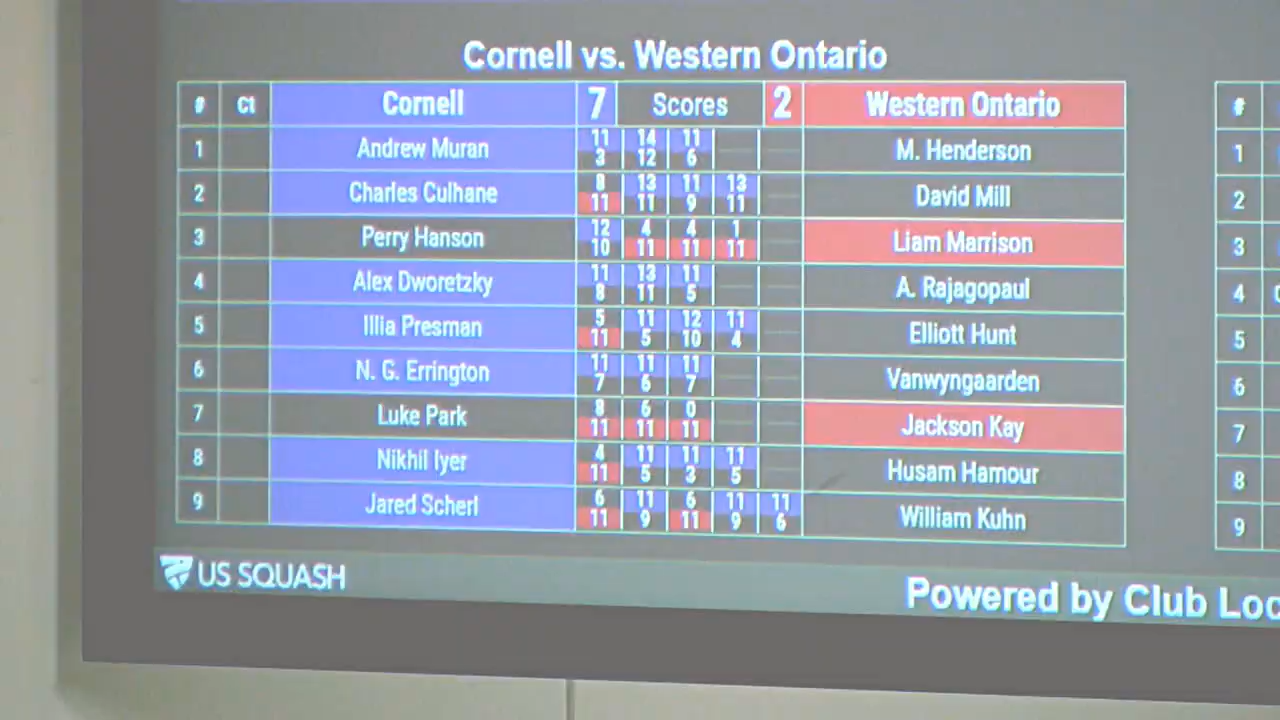 Cornell vs. Western Ontario
# Ct Cornell 7 Scores 2 Western Ontario #
1 Andrew Muran 11 14 11 M. Henderson 1
3 12 6
2 Charles Culhane 8 13 11 13 David Mill 2
11 11 9 11
3 Perry Hanson 12 4 4 1 Liam Marrison 3
10 11 11 11
4 Alex Dworetzky 11 13 11 A. Rajagopaul 4
8 11 5
5 Illia Presman 5 11 12 11 Elliott Hunt 5
11 5 10 4
6 N. G. Errington 11 11 11 Vanwyngaarden 6
7 6 7
7 Luke Park 8 6 0 Jackson Kay 7
11 11 11
8 Nikhil Iyer 4 11 11 11 Husam Hamour 8
11 5 3 5
9 Jared Scherl 6 11 6 11 11 William Kuhn 9
11 9 11 9 6
US SQUASH
Powered by Club Loc